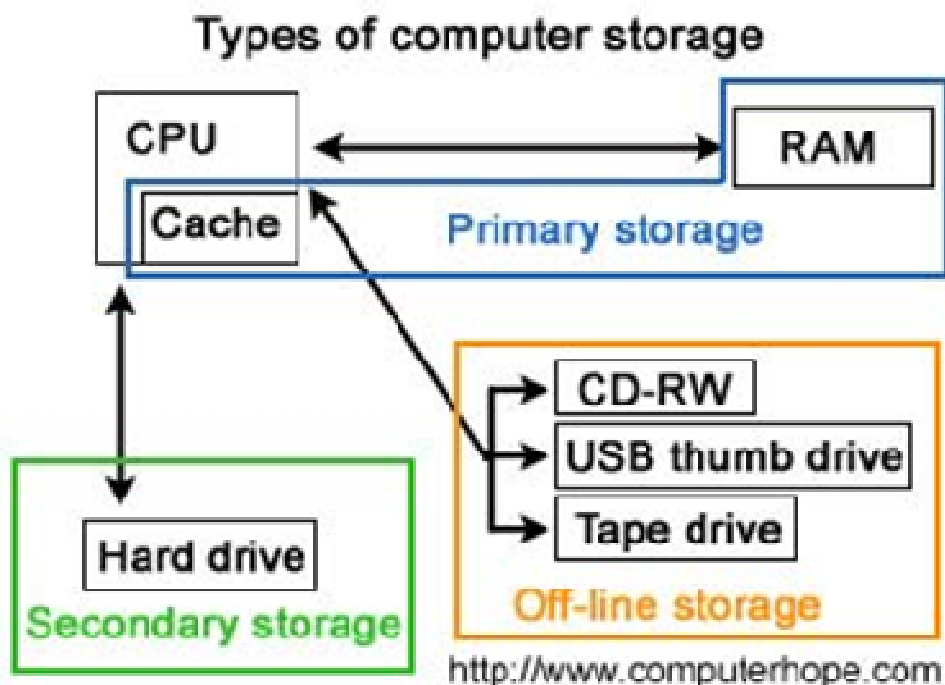 Types of computer storage
CPU
RAM
Cache
Primary storage
CD-RW
USB thumb drive
Tape drive
Off-line storage
Hard drive
Secondary storage
http://www.computerhope.com